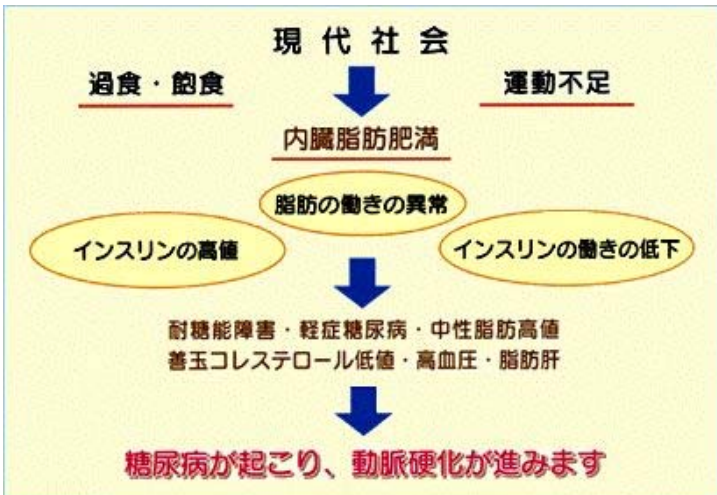 現代社会
過食・飽食
運動不足
内臓脂肪肥満
脂肪の働きの異常
インスリンの高値
インスリンの働きの低下
耐糖能障害・軽症糖尿病・中性脂肪高値
善玉コレステロール低値・高血圧・脂肪肝
糖尿病が起こり、動脈硬化が進みます